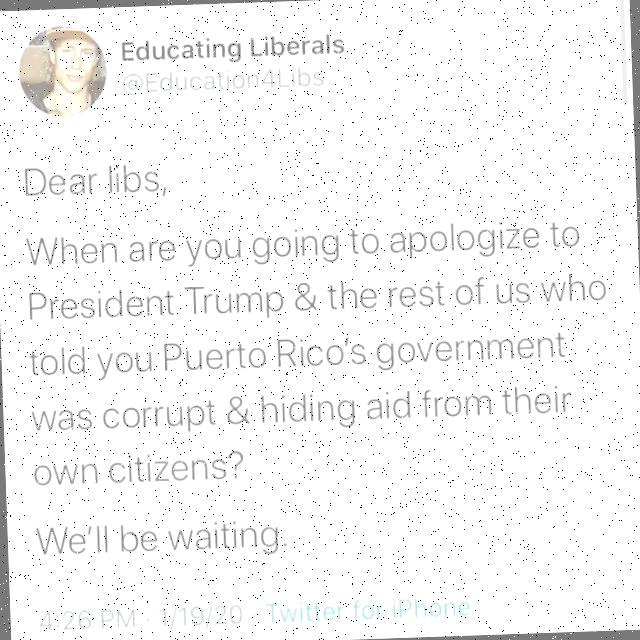 Educating Liberals
@Education4Libs
Dear libs,
When are you going to apologize to
President Trump & the rest of us who
told you Puerto Rico's government
was corrupt & hiding aid from their
own citizens?
We'll be waiting.
4:26 PM · 1/19/20 · Twitter for iPhone